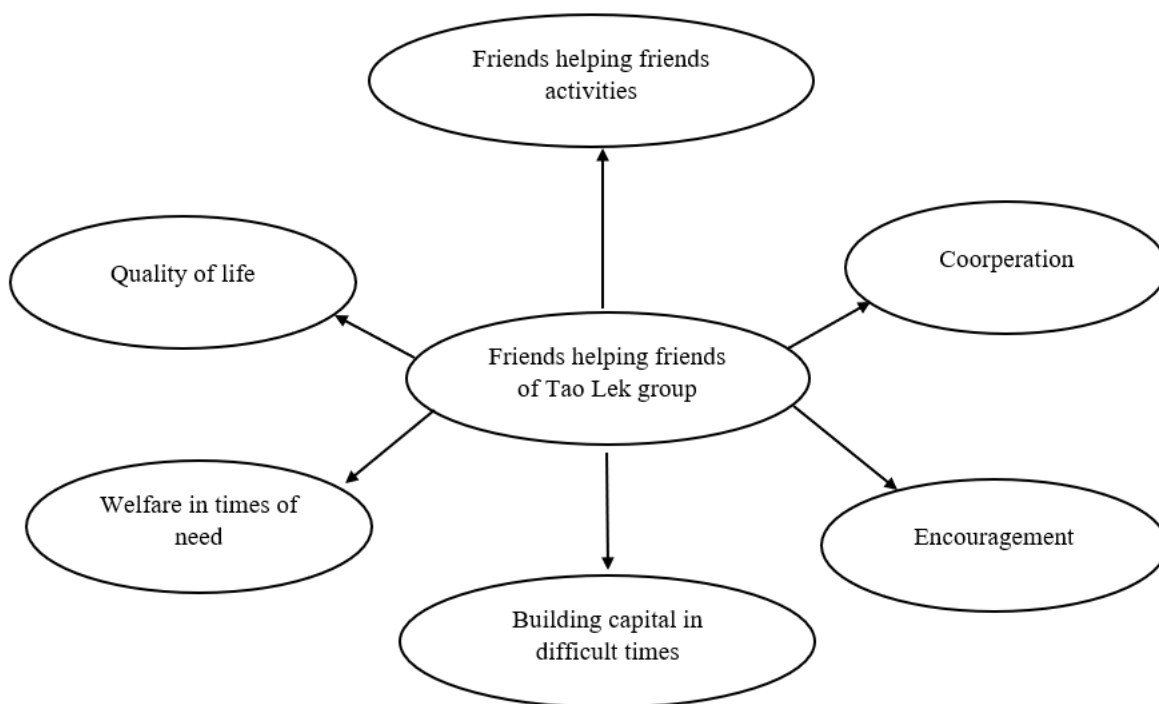 Friends helping friends
activities
Quality of life
Coorperation
Friends helping friends
of Tao Lek group
Welfare in times of
need
Encouragement
Building capital in
difficult times